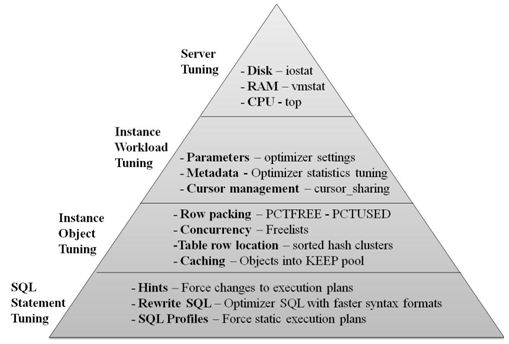 Server
Tuning
- Disk – iostat
- RAM – vmstat
- CPU - top
Instance
Workload
Tuning
- Parameters – optimizer settings
- Metadata - Optimizer statistics tuning
- Cursor management – cursor_sharing
Instance
Object
Tuning
- Row packing – PCTFREE - PCTUSED
- Concurrency – Freelists
-Table row location – sorted hash clusters
- Caching – Objects into KEEP pool
SQL
Statement
Tuning
- Hints – Force changes to execution plans
- Rewrite SQL – Optimizer SQL with faster syntax formats
- SQL Profiles – Force static execution plans